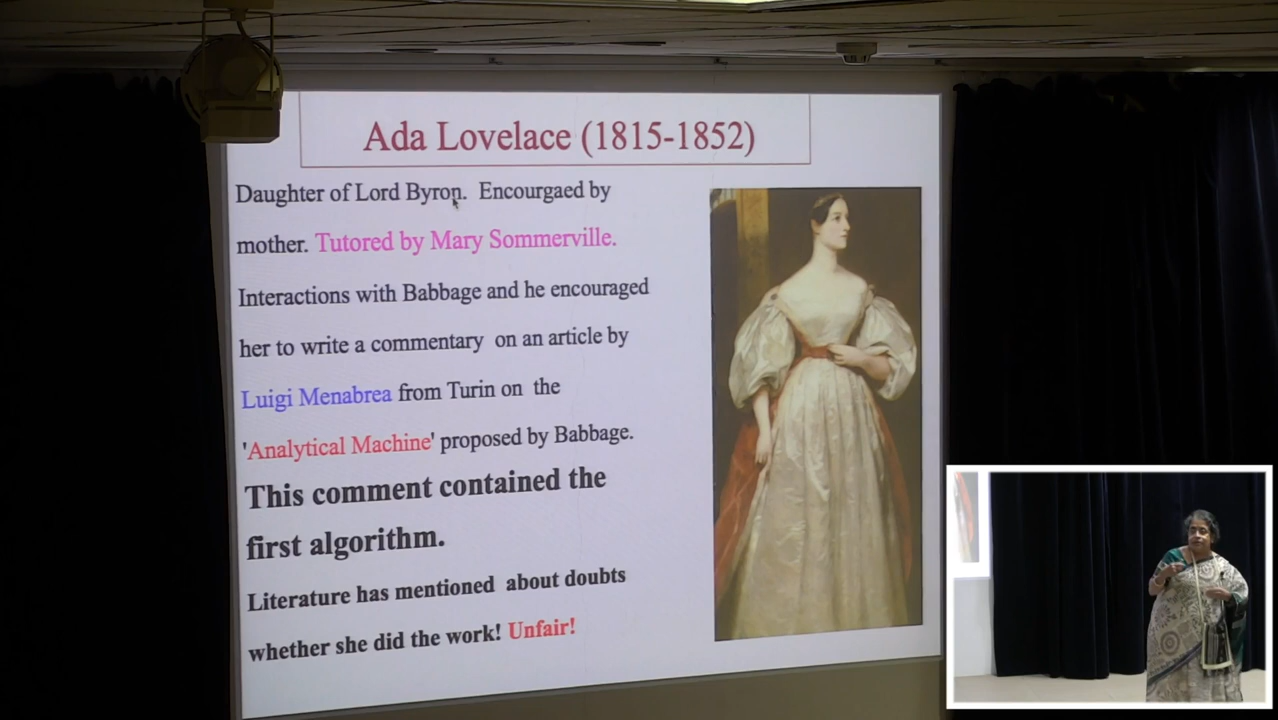 Ada Lovelace (1815-1852)
Daughter of Lord Byron. Encourgaed by
mother. Tutored by Mary Sommerville.
Interactions with Babbage and he encouraged
her to write a commentary on an article by
Luigi Menabrea from Turin on the
'Analytical Machine' proposed by Babbage.
This comment contained the
first algorithm.
Literature has mentioned about doubts
whether she did the work! Unfair!